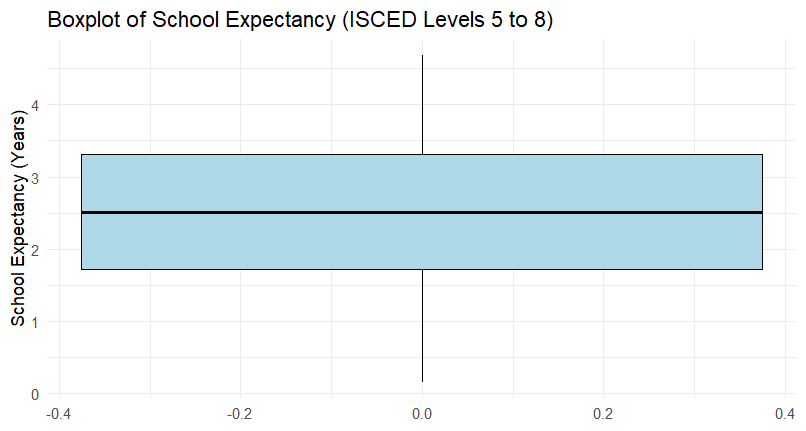 Boxplot of School Expectancy (ISCED Levels 5 to 8)
School Expectancy (Years)
4
3
2
1
0
-0.4 -0.2 0.0 0.2 0.4